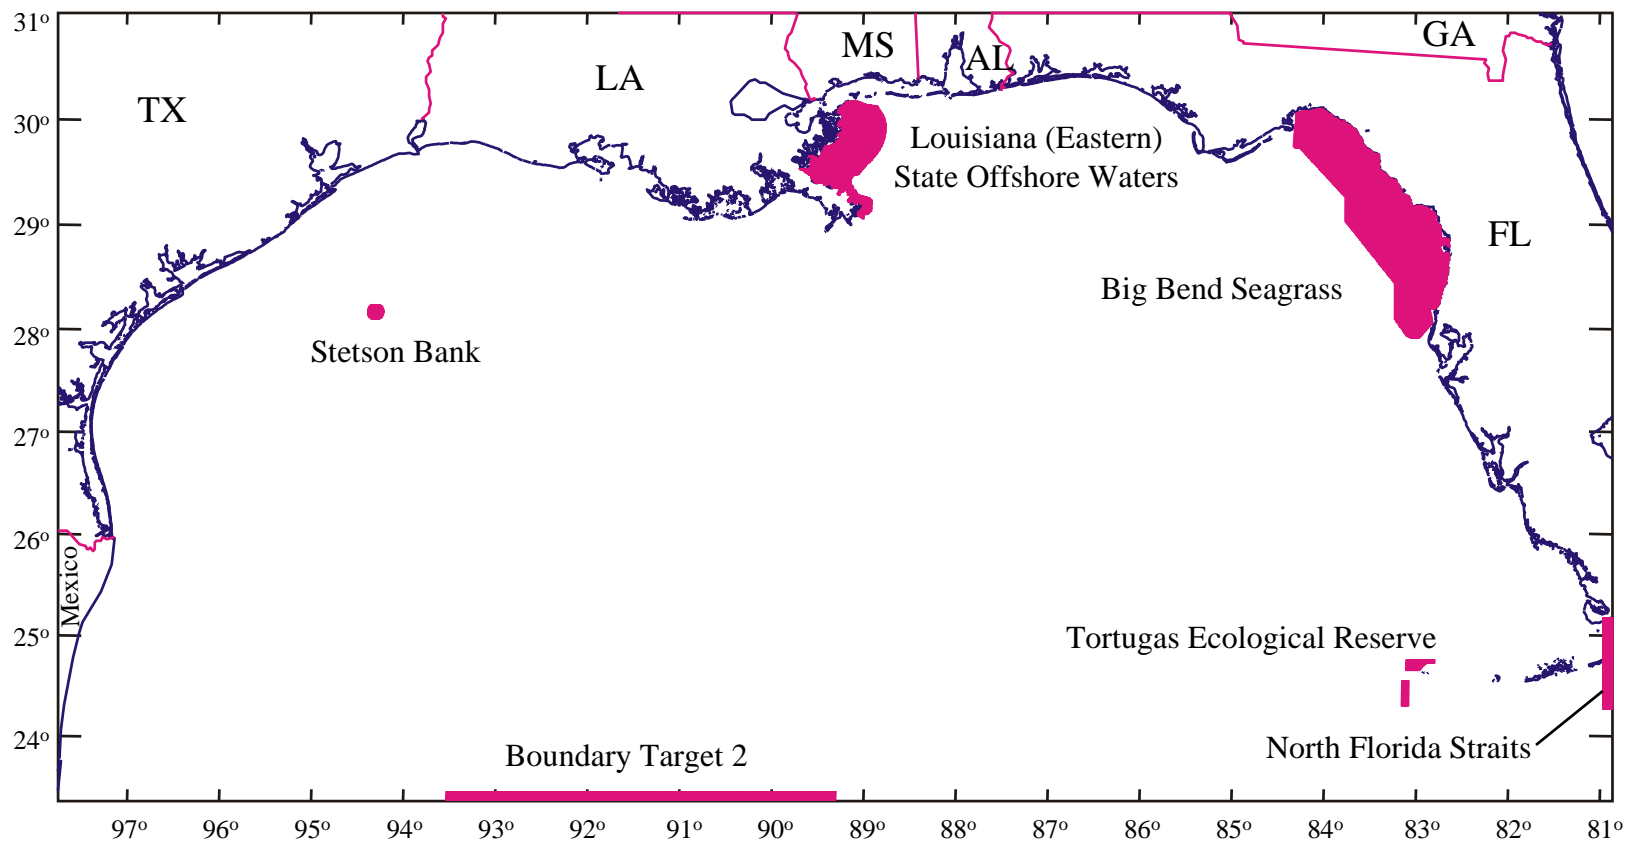 31°
MS
GA
AL
LA
TX
30°
Louisiana (Eastern)
State Offshore Waters
29°
FL
Big Bend Seagrass
28°
Stetson Bank
27°
26°
Mexico
25°
Tortugas Ecological Reserve
24°
North Florida Straits
Boundary Target 2
97° 96° 95° 94° 93° 92° 91° 90° 89° 88° 87° 86° 85° 84° 83° 82° 81°